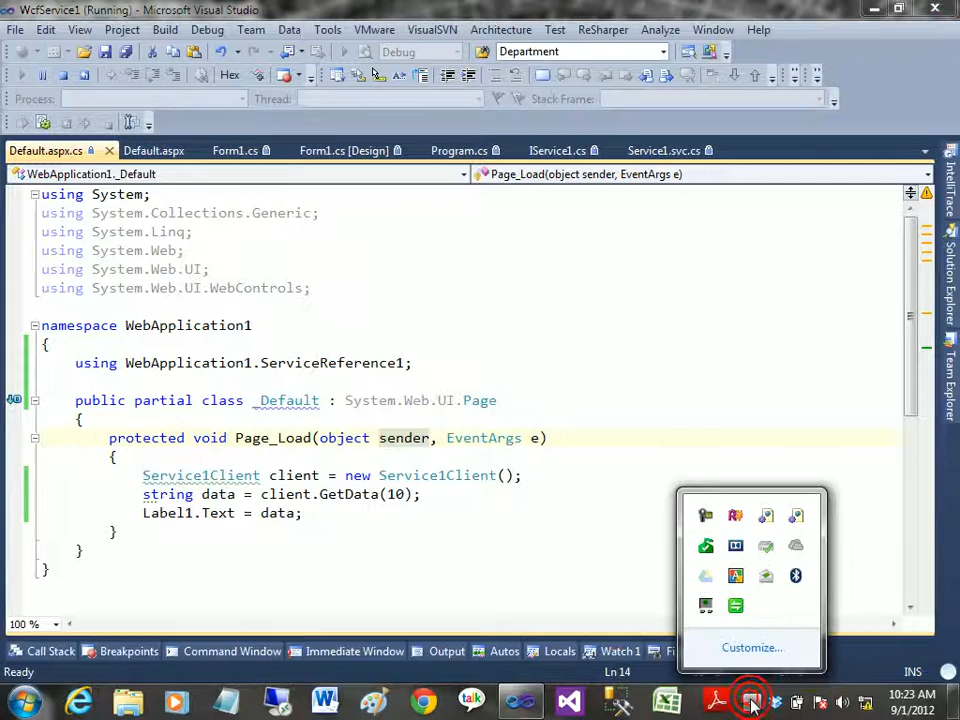 WcfService1 (Running) - Microsoft Visual Studio
File Edit View Project Build Debug Team Data Tools VMware VisualSVN Architecture Test ReSharper Analyze Window Help
Debug Department
Hex
Process: Thread: Stack Frame:
Default.aspx.cs Default.aspx Form1.cs Form1.cs [Design] Program.cs IService1.cs Service1.svc.cs
WebApplication1._Default Page_Load(object sender, EventArgs e)
using System;
using System.Collections.Generic;
using System.Linq;
using System.Web;
using System.Web.UI;
using System.Web.UI.WebControls;
namespace WebApplication1
{
using WebApplication1.ServiceReference1;
public partial class _Default : System.Web.UI.Page
{
protected void Page_Load(object sender, EventArgs e)
{
Service1Client client = new Service1Client();
string data = client.GetData(10);
Label1.Text = data;
}
}
}
IntelliTrace
Solution Explorer
Team Explorer
Customize...
100 %
Call Stack Breakpoints Command Window Immediate Window Output Autos Locals Watch 1 Fi
Ready Ln 14 INS
talk
10:23 AM
9/1/2012